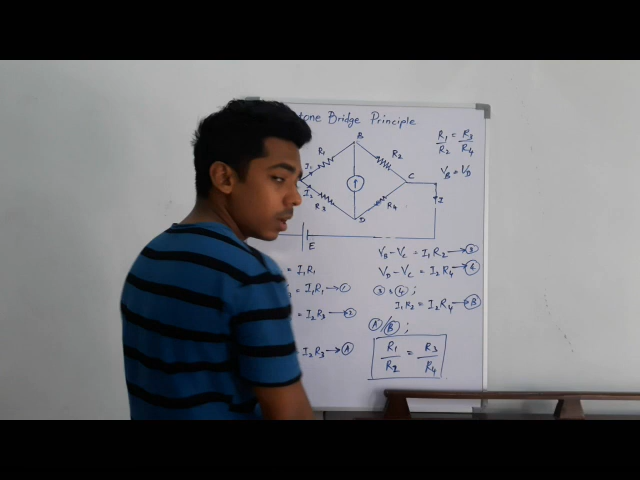 tone Bridge Principle
B
R1
R2
I1
C
I2
R3
R4
D
I
E
R1/R2 = R3/R4
VB = VD
= I1R1
= I1R1 → 1
= I2R3 → 2
= I2R3 → A
VB - VC = I1R2 → 3
VD - VC = I2R4 → 4
3 = 4 ;
I1R2 = I2R4 → B
A/B ;
R1/R2 = R3/R4